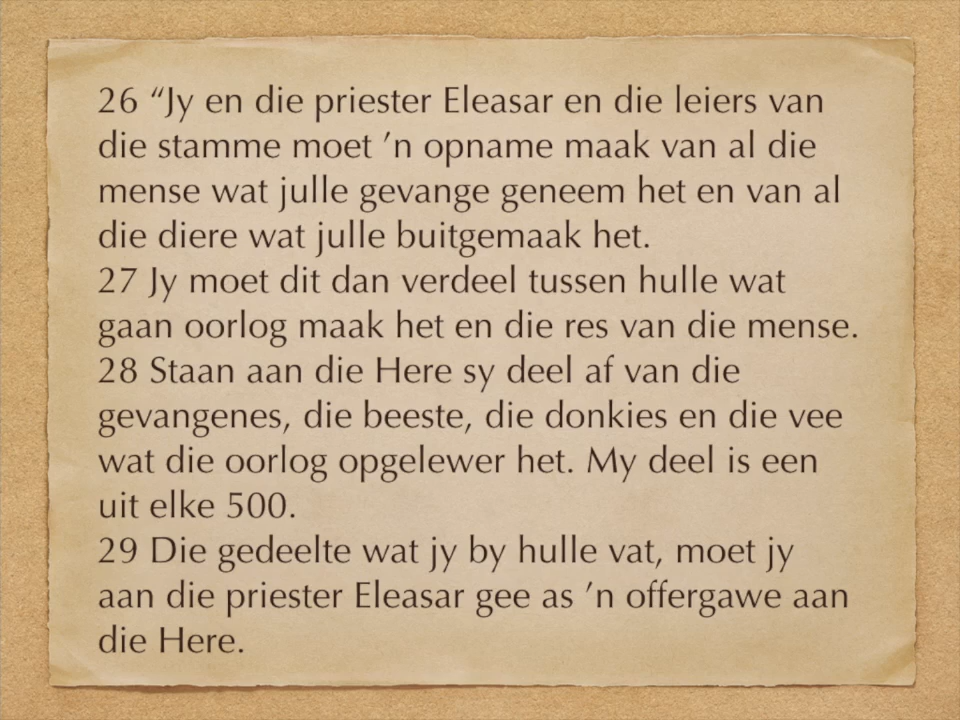 26 “Jy en die priester Eleasar en die leiers van
die stamme moet ’n opname maak van al die
mense wat julle gevange geneem het en van al
die diere wat julle buitgemaak het.
27 Jy moet dit dan verdeel tussen hulle wat
gaan oorlog maak het en die res van die mense.
28 Staan aan die Here sy deel af van die
gevangenes, die beeste, die donkies en die vee
wat die oorlog opgelewer het. My deel is een
uit elke 500.
29 Die gedeelte wat jy by hulle vat, moet jy
aan die priester Eleasar gee as ’n offergawe aan
die Here.